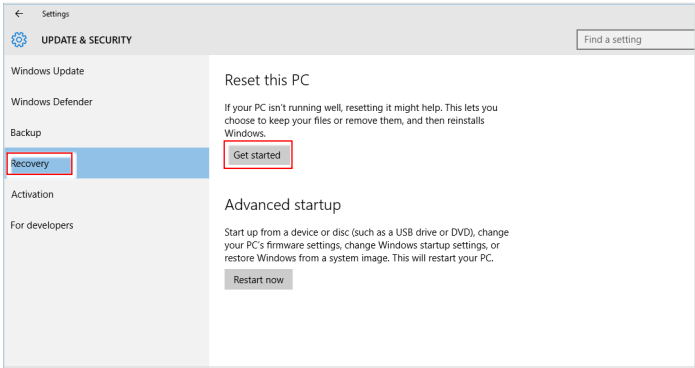 Settings
UPDATE & SECURITY
Find a setting
Windows Update
Windows Defender
Backup
Recovery
Activation
For developers
Reset this PC
If your PC isn't running well, resetting it might help. This lets you
choose to keep your files or remove them, and then reinstalls
Windows.
Get started
Advanced startup
Start up from a device or disc (such as a USB drive or DVD), change
your PC's firmware settings, change Windows startup settings, or
restore Windows from a system image. This will restart your PC.
Restart now